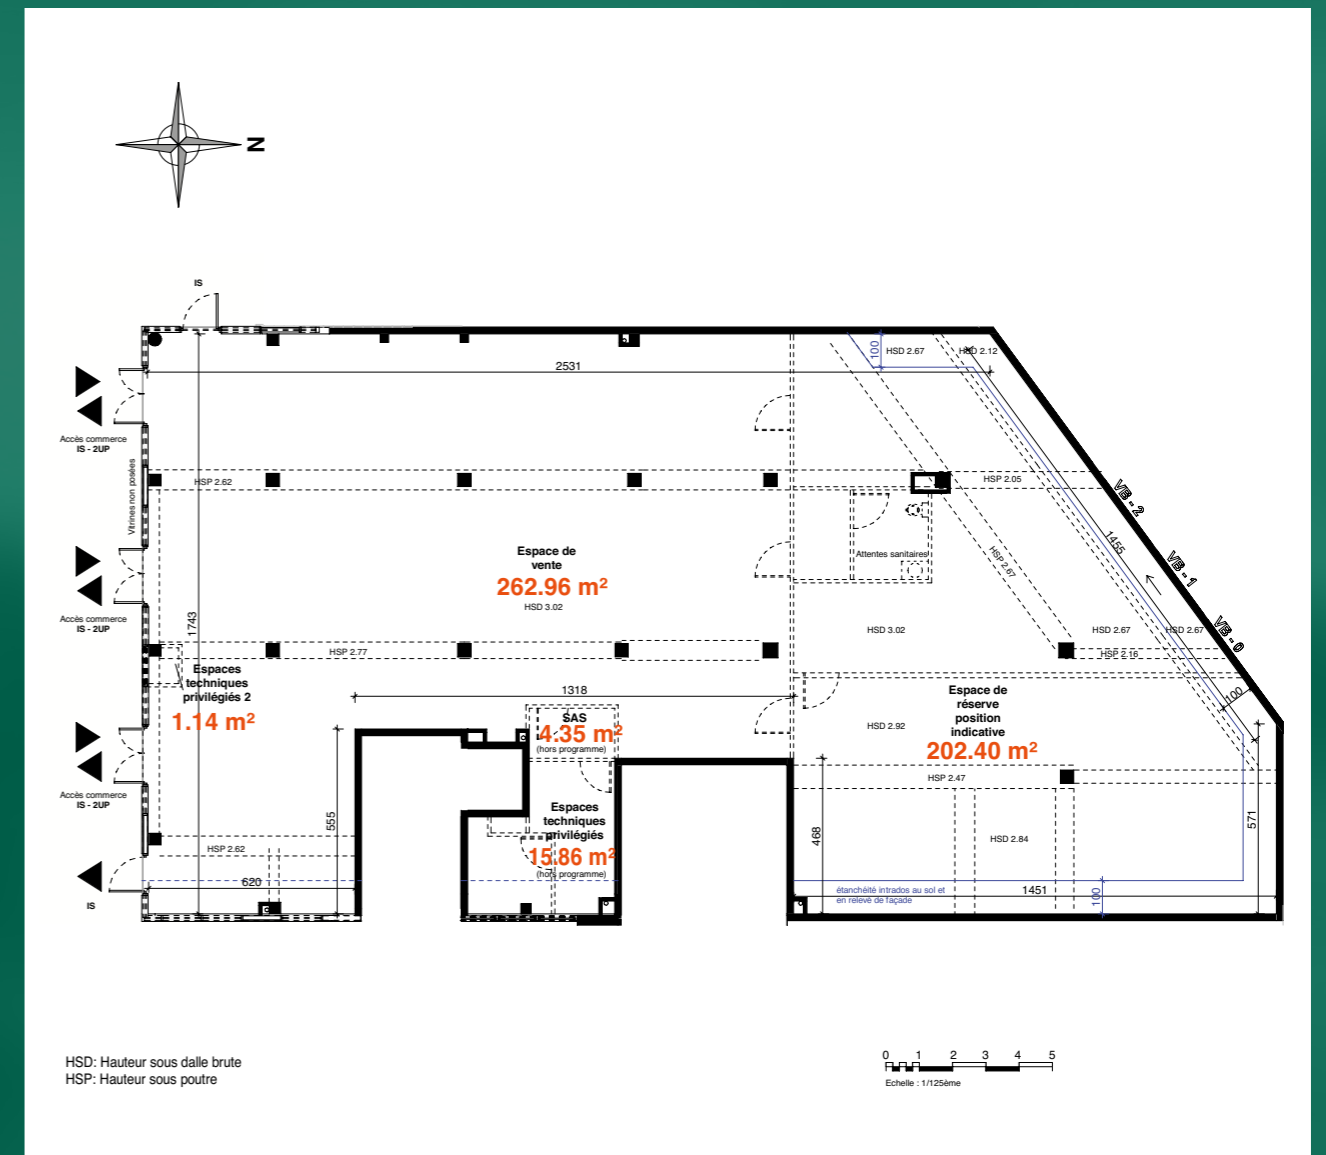 N
IS
2531
100
HSD 2.67
HSD 2.12
Accès commerce
IS - 2UP
Vitrines non posées
HSP 2.62
HSP 2.05
VB - 2
1455
Espace de
vente
262.96 m²
HSD 3.02
Attentes sanitaires
HSP 2.67
VB - 1
Accès commerce
IS - 2UP
1743
HSD 3.02
HSD 2.67
HSD 2.67
VB - 0
HSP 2.77
HSP 2.16
Espaces
techniques
privilégiés 2
1.14 m²
1318
100
Espace de
réserve
position
indicative
202.40 m²
SAS
4.35 m²
(hors programme)
HSD 2.92
HSP 2.47
Accès commerce
IS - 2UP
555
Espaces
techniques
privilégiés
15.86 m²
(hors programme)
468
571
HSD 2.84
HSP 2.62
620
étanchéité intrados au sol et
en relevé de façade
1451
100
IS
HSD: Hauteur sous dalle brute
HSP: Hauteur sous poutre
0 1 2 3 4 5
Echelle : 1/125ème